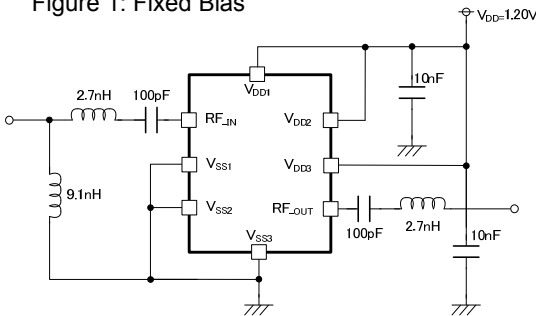 Figure 1: Fixed Bias
VDD=1.20V
10nF
VDD1
2.7nH
100pF
RF_IN
VDD2
VSS1
VDD3
9.1nH
VSS2
RF_OUT
VSS3
100pF
2.7nH
10nF